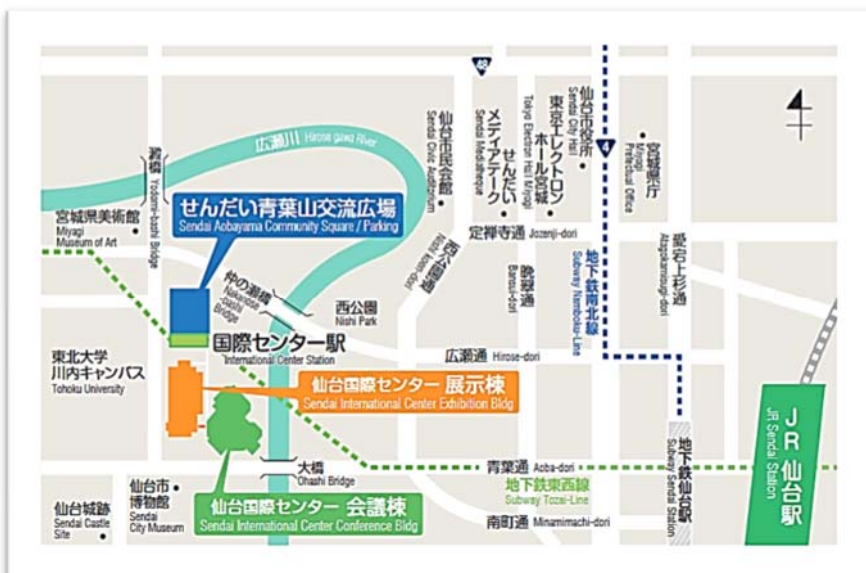 48
広瀬川 Hirose gawa River
澱橋
Yodomi-bashi Bridge
仙台市民会館
Sendai Civic Auditorium
せんだい
メディアテーク
Sendai Mediatheque
東京エレクトロン
ホール宮城
Tokyo Electron Hall Miyagi
仙台市役所
Sendai City Hall
4
宮城県庁
Miyagi
Prefectual Office
せんだい青葉山交流広場
Sendai Aobayama Community Square / Parking
宮城県美術館
Miyagi
Museum of Art
定禅寺通 Jozenji-dori
西公園通
Nishi koen-dori
晩翠通
Bansui-dori
地下鉄南北線
Subway Namboku-Line
愛宕上杉通
Atagokamisugi-dori
仲の瀬橋
Nakanose
-bashi
Bridge
西公園
Nishi Park
国際センター駅
International Center Station
広瀬通 Hirose-dori
東北大学
川内キャンパス
Tohoku University
仙台国際センター 展示棟
Sendai International Center Exhibition Bldg
JR 仙台駅
JR Sendai Station
地下鉄仙台駅
Subway Sendai Station
大橋
Ohashi Bridge
青葉通 Aoba-dori
地下鉄東西線
Subway Tozai-Line
仙台城跡
Sendai Castle
Site
仙台市
博物館
Sendai
City Museum
仙台国際センター 会議棟
Sendai International Center Conference Bldg
南町通 Minamimachi-dori